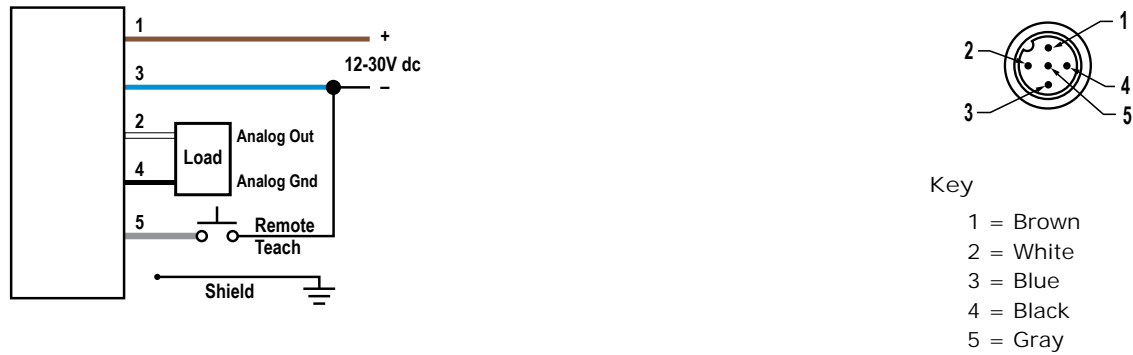 1
+
12-30V dc
3
–
2
Analog Out
Load
4
Analog Gnd
5
Remote
Teach
Shield
1
2
4
3
5
Key
1 = Brown
2 = White
3 = Blue
4 = Black
5 = Gray